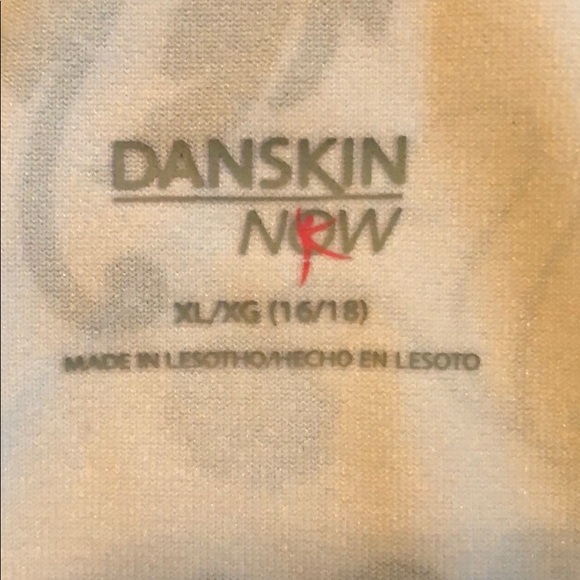 DANSKIN
NOW
XL/XG (16/18)
MADE IN LESOTHO/HECHO EN LESOTO